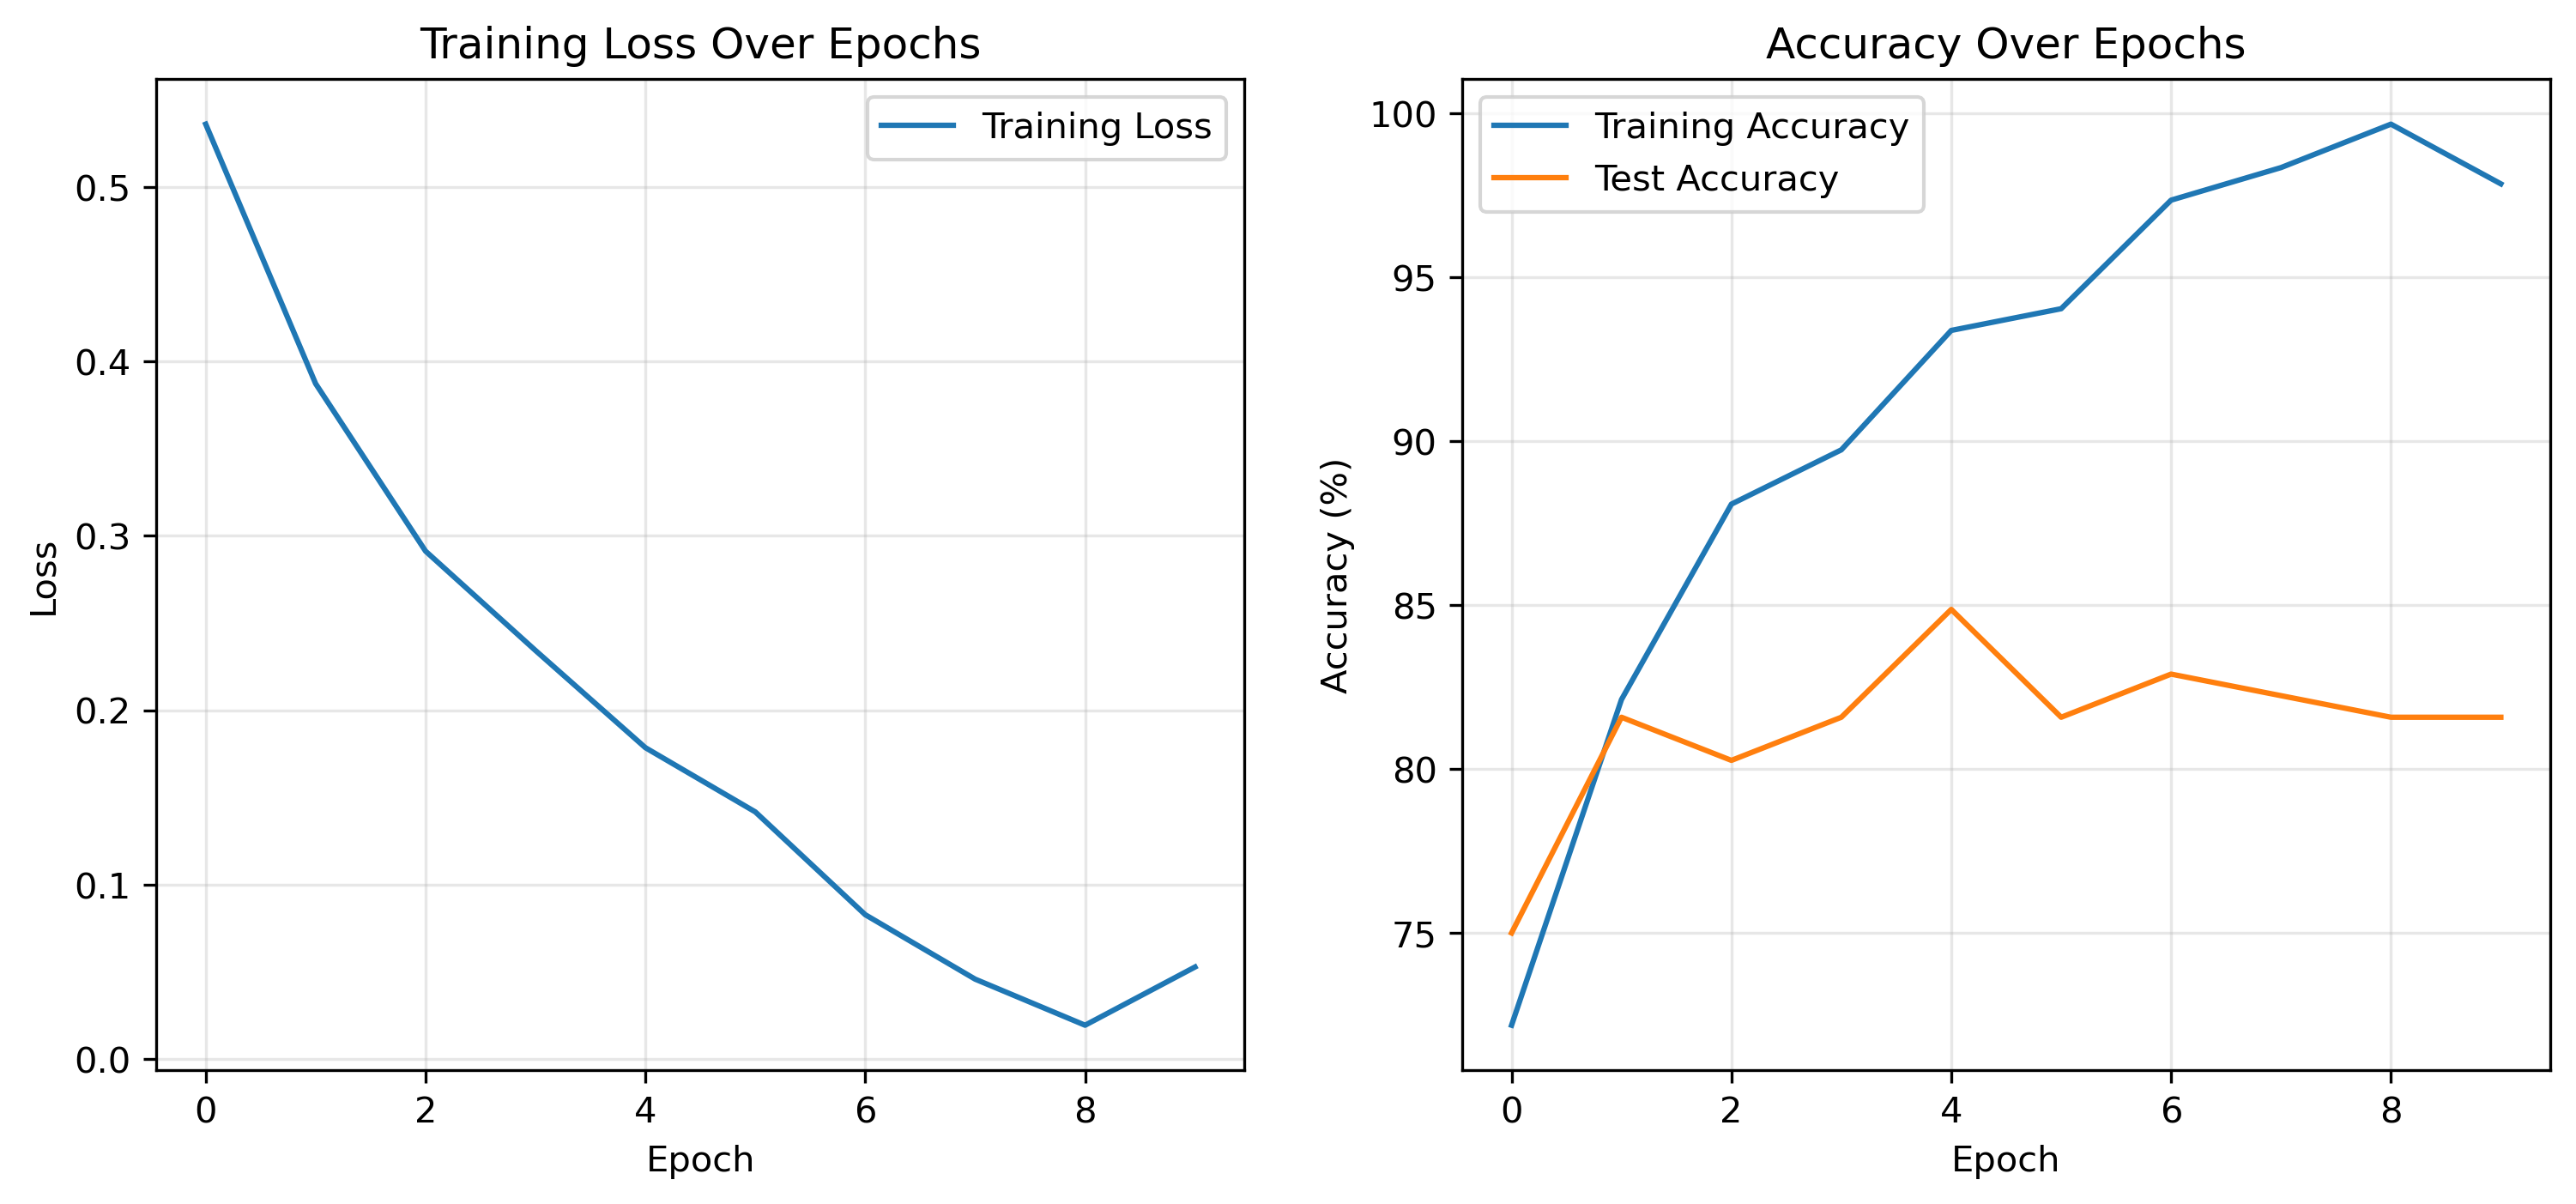 Training Loss Over Epochs
Training Loss
0.5
0.4
0.3
0.2
0.1
0.0
Loss
0 2 4 6 8
Epoch
Accuracy Over Epochs
Training Accuracy
Test Accuracy
100
95
90
85
80
75
Accuracy (%)
0 2 4 6 8
Epoch